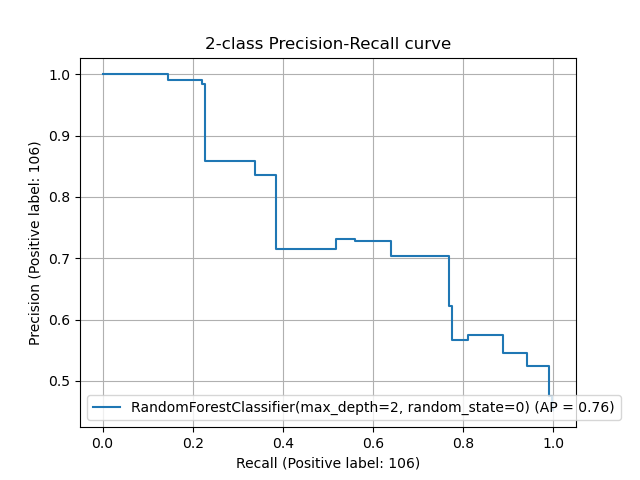 2-class Precision-Recall curve
Precision (Positive label: 106)
1.0
0.9
0.8
0.7
0.6
0.5
RandomForestClassifier(max_depth=2, random_state=0) (AP = 0.76)
0.0 0.2 0.4 0.6 0.8 1.0
Recall (Positive label: 106)